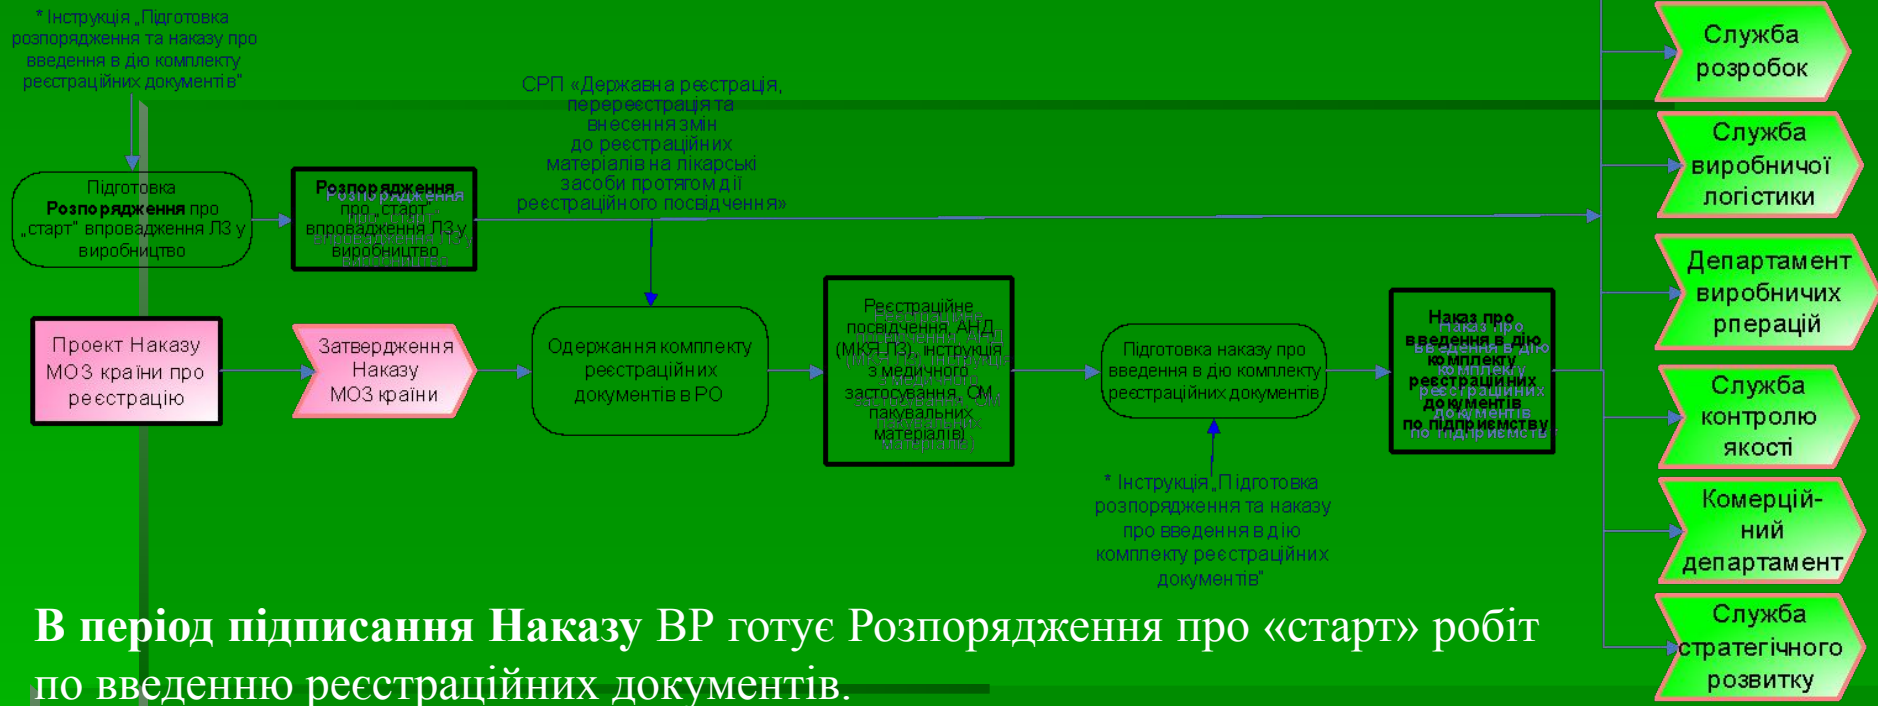 * Інструкція „Підготовка
розпорядження та наказу про
введення в дію комплекту
реєстраційних документів"
СРП «Державна реєстрація,
перереєстрація та
внесення змін
до реєстраційних
матеріалів на лікарські
засоби протягом дії
реєстраційного посвідчення»
Підготовка
Розпорядження про
„старт" впровадження ЛЗ у
виробництво
Розпорядження
про „старт"
впровадження ЛЗ у
виробництво
Проект Наказу
МОЗ країни про
реєстрацію
Затвердження
Наказу
МОЗ країни
Одержання комплекту
реєстраційних
документів в РО
Реєстраційне
посвідчення, АНД
(МКЯ ЛЗ), інструкція
з медичного
застосування, ОМ
пакувальних
матеріалів)
Підготовка наказу про
введення в дію комплекту
реєстраційних документів
Наказ про
введення в дію
комплекту
реєстраційних
документів
по підприємству
* Інструкція „Підготовка
розпорядження та наказу
про введення в дію
комплекту реєстраційних
документів"
Служба
розробок
Служба
виробничої
логістики
Департамент
виробничих
рперацій
Служба
контролю
якості
Комерцій-
ний
департамент
Служба
стратегічного
розвитку
В період підписання Наказу ВР готує Розпорядження про «старт» робіт
по введенню реєстраційних документів.